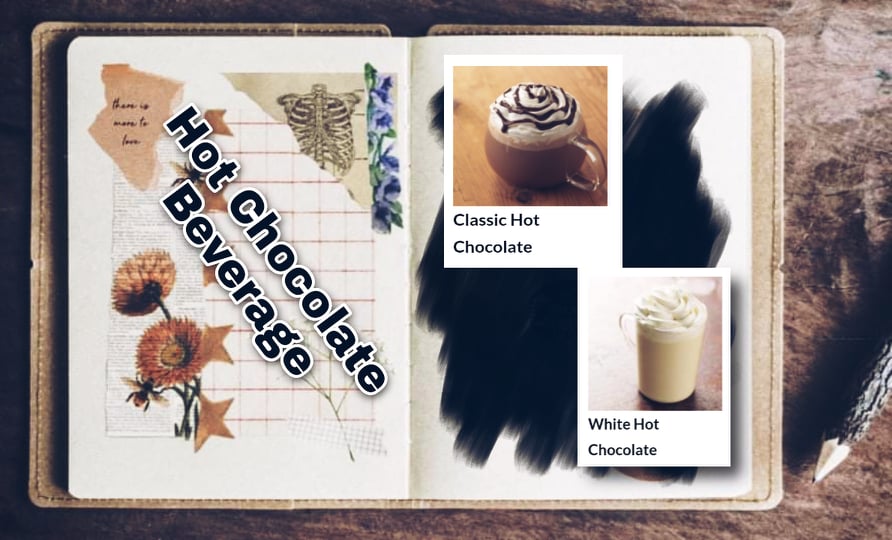 there is
more to
love
Hot Chocolate
Beverage
Classic Hot
Chocolate
White Hot
Chocolate